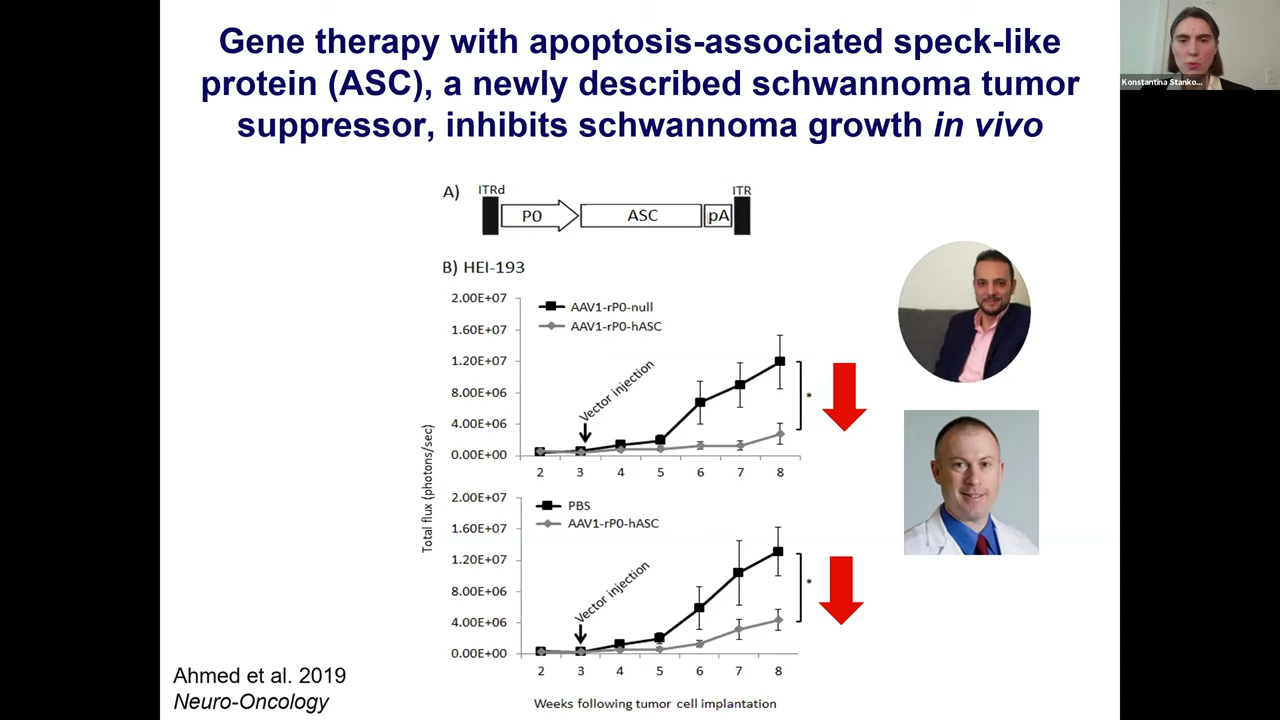 Gene therapy with apoptosis-associated speck-like
protein (ASC), a newly described schwannoma tumor
suppressor, inhibits schwannoma growth in vivo
Konstantina Stanko...
A)
ITRd
ITR
P0
ASC
pA
B) HEI-193
2.00E+07
1.60E+07
1.20E+07
8.00E+06
4.00E+06
0.00E+00
AAV1-rP0-null
AAV1-rP0-hASC
Vector injection
*
2 3 4 5 6 7 8
Total flux (photons/sec)
2.00E+07
1.60E+07
1.20E+07
8.00E+06
4.00E+06
0.00E+00
PBS
AAV1-rP0-hASC
Vector injection
*
2 3 4 5 6 7 8
Weeks following tumor cell implantation
Ahmed et al. 2019
Neuro-Oncology